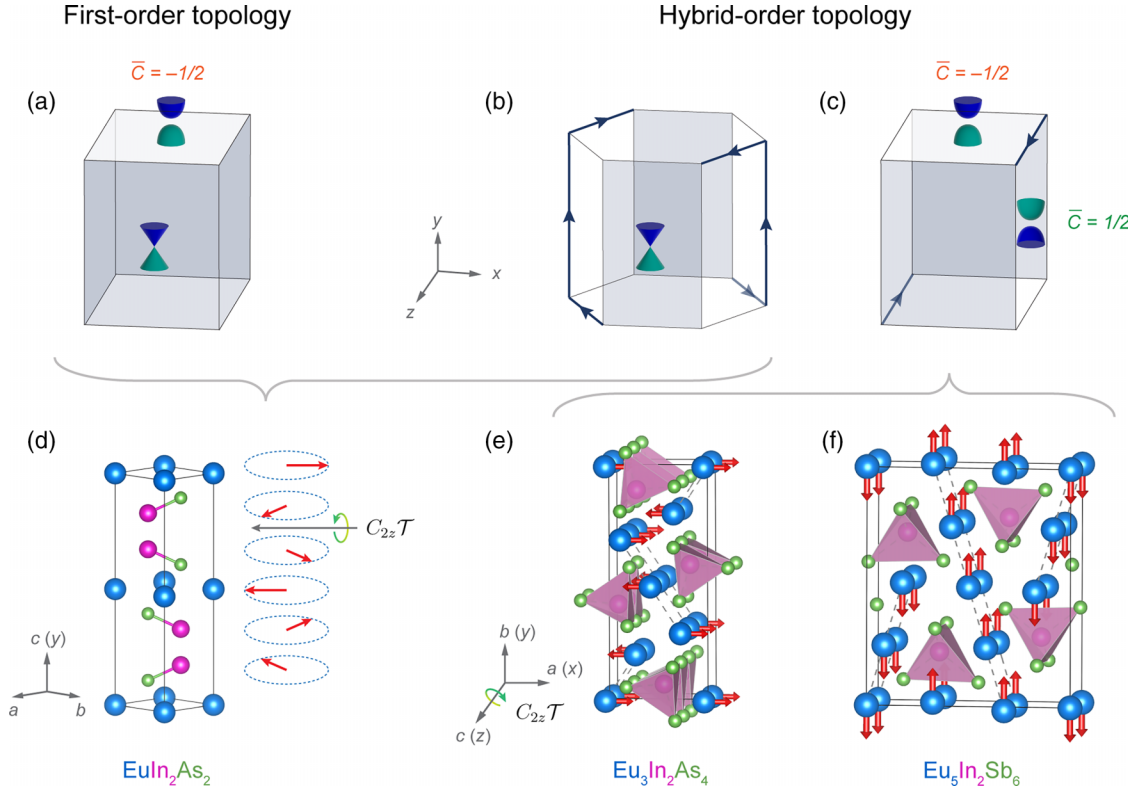 First-order topology
Hybrid-order topology
C̅ = –1/2
C̅ = –1/2
(a)
(b)
(c)
C̅ = 1/2
y
x
z
(d)
(e)
(f)
C₂zT
c (y)
a
b
b (y)
a (x)
C₂zT
c (z)
EuIn₂As₂
Eu₃In₂As₄
Eu₅In₂Sb₆